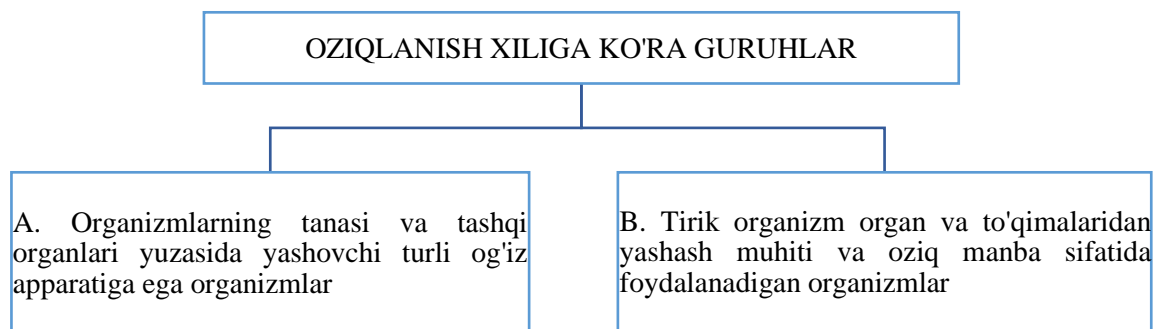 OZIQLANISH XILIGA KO'RA GURUHLAR
A. Organizmlarning tanasi va tashqi
organlari yuzasida yashovchi turli og'iz
apparatiga ega organizmlar
B. Tirik organizm organ va to'qimalaridan
yashash muhiti va oziq manba sifatida
foydalanadigan organizmlar